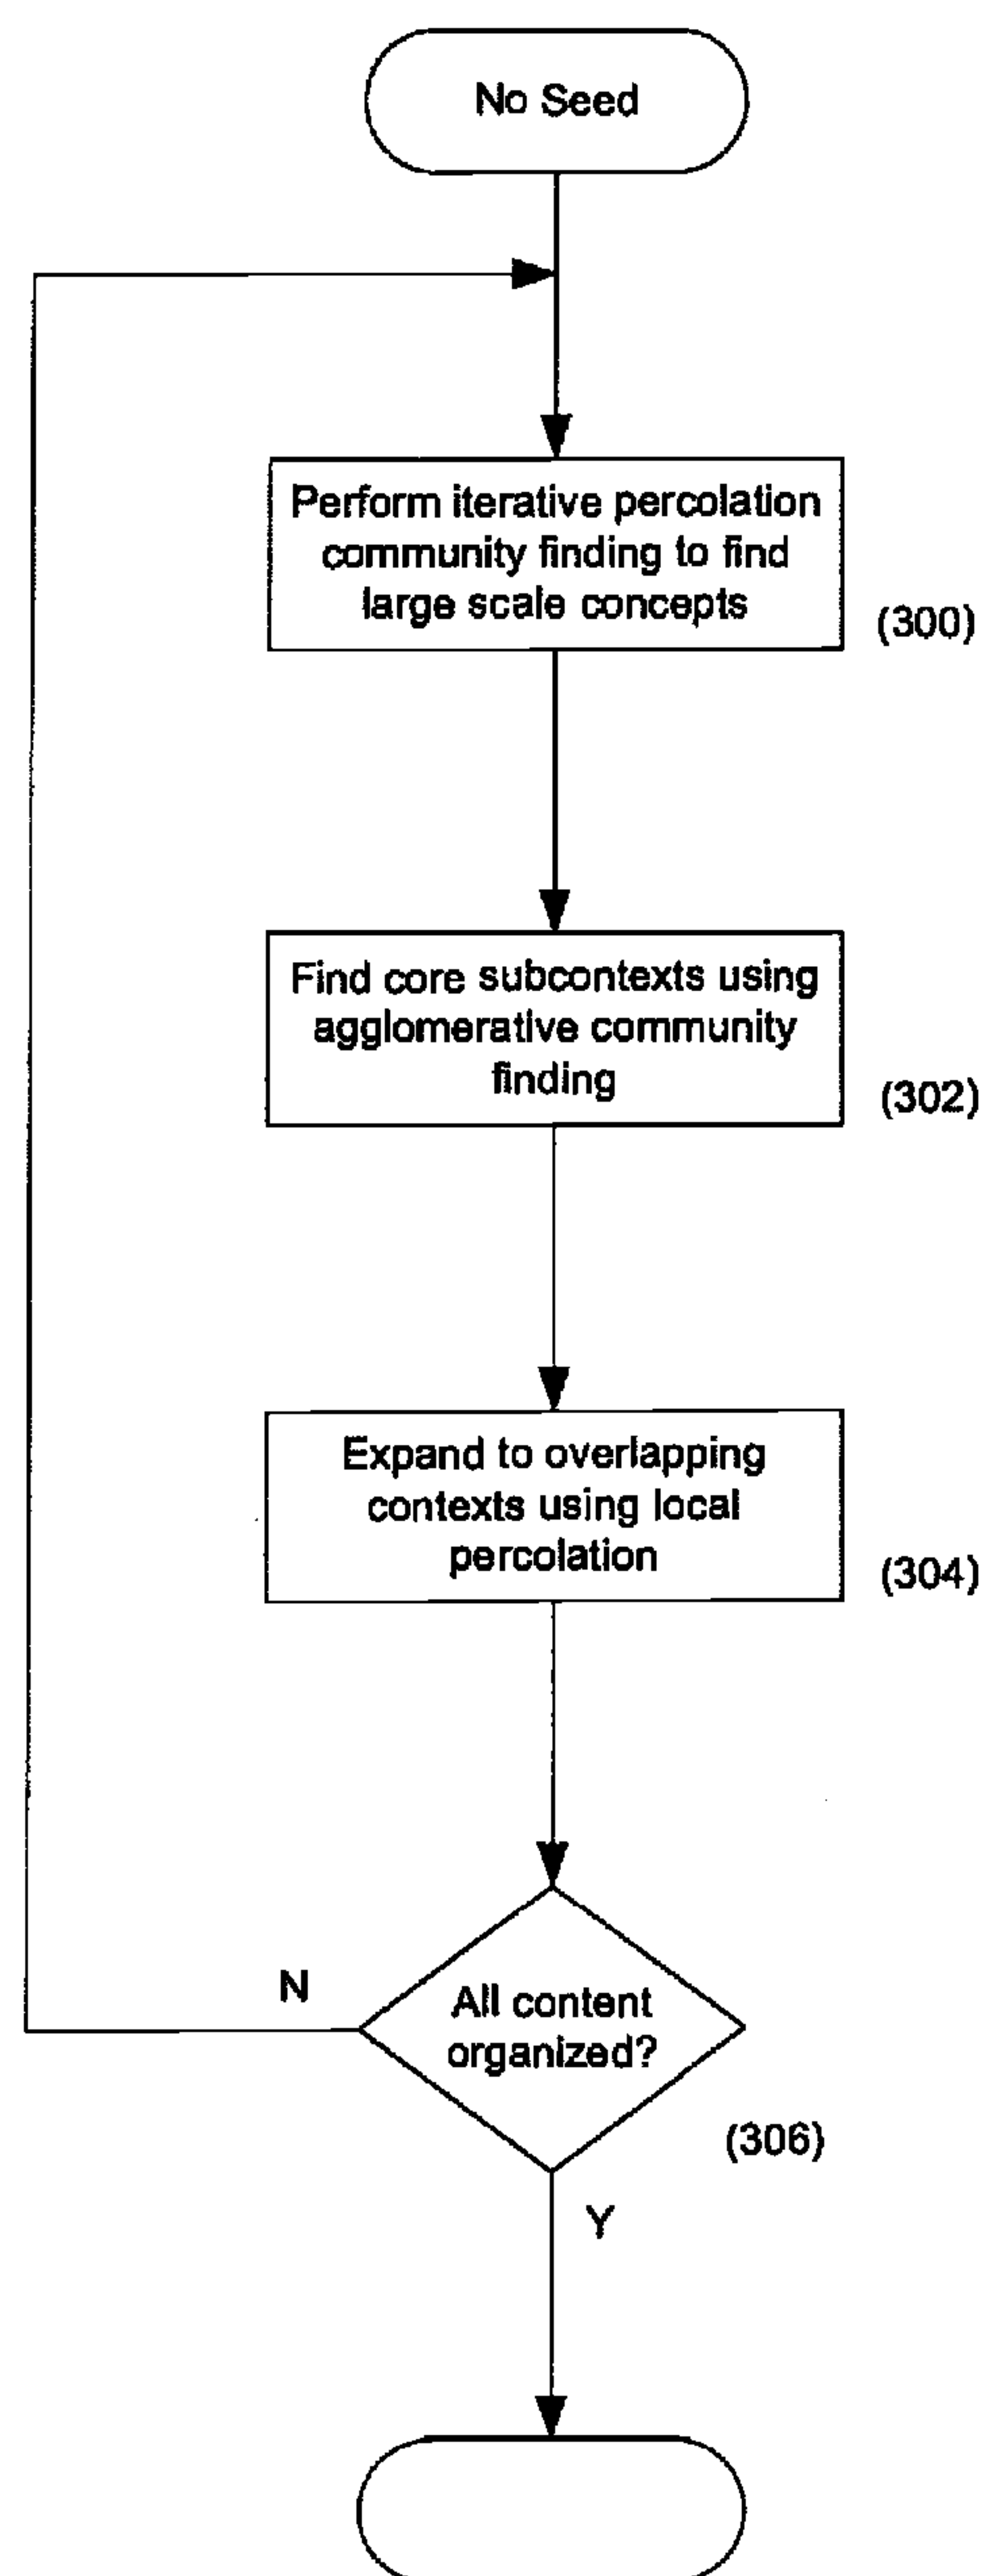 No Seed
Perform iterative percolation
community finding to find
large scale concepts
(300)
Find core subcontexts using
agglomerative community
finding
(302)
Expand to overlapping
contexts using local
percolation
(304)
N
All content
organized?
(306)
Y